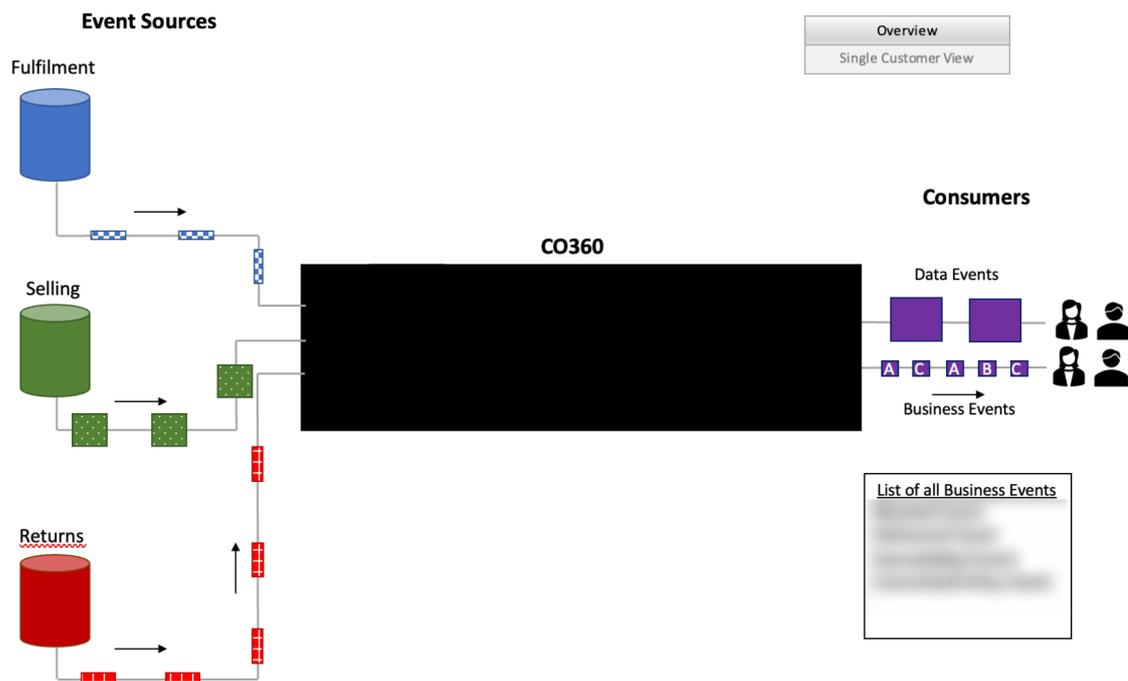 Event Sources
Overview
Single Customer View
Fulfilment
Consumers
CO360
Data Events
Selling
A C A B C
Business Events
List of all Business Events
Returns